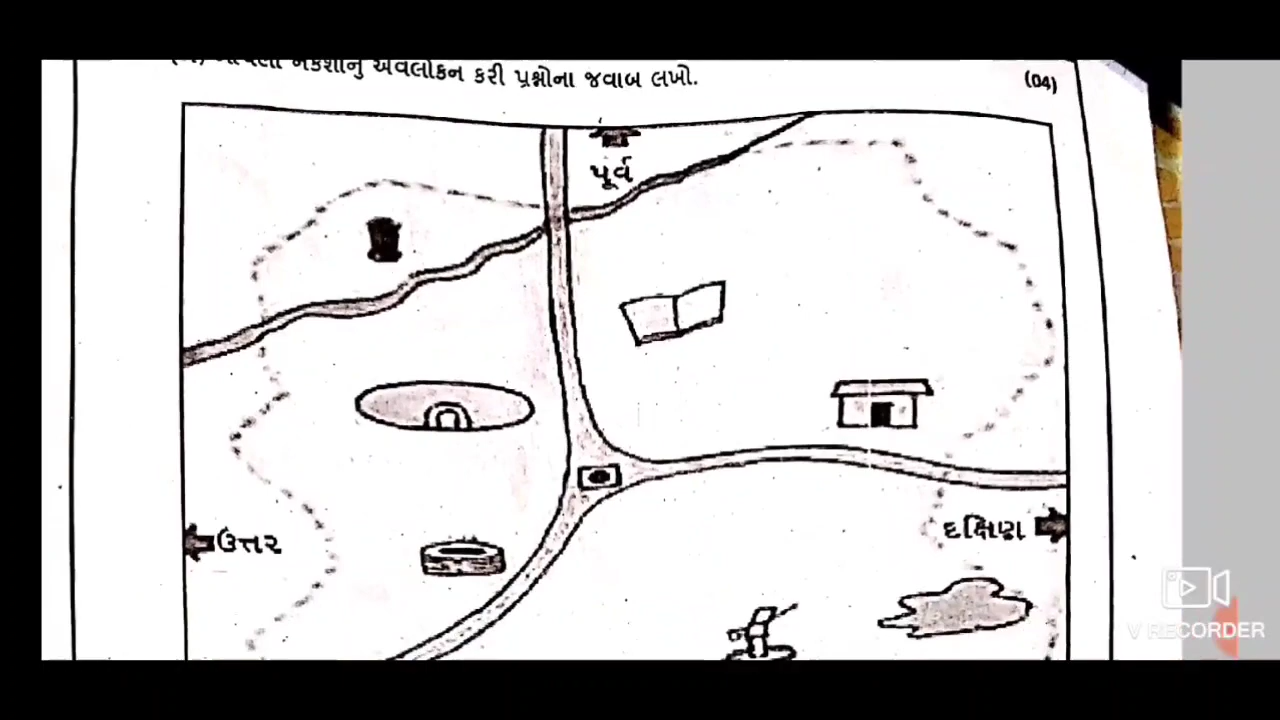 નકશાનું અવલોકન કરી પ્રશ્નોના જવાબ લખો.
(04)
પૂર્વ
ઉત્તર
દક્ષિણ
V RECORDER